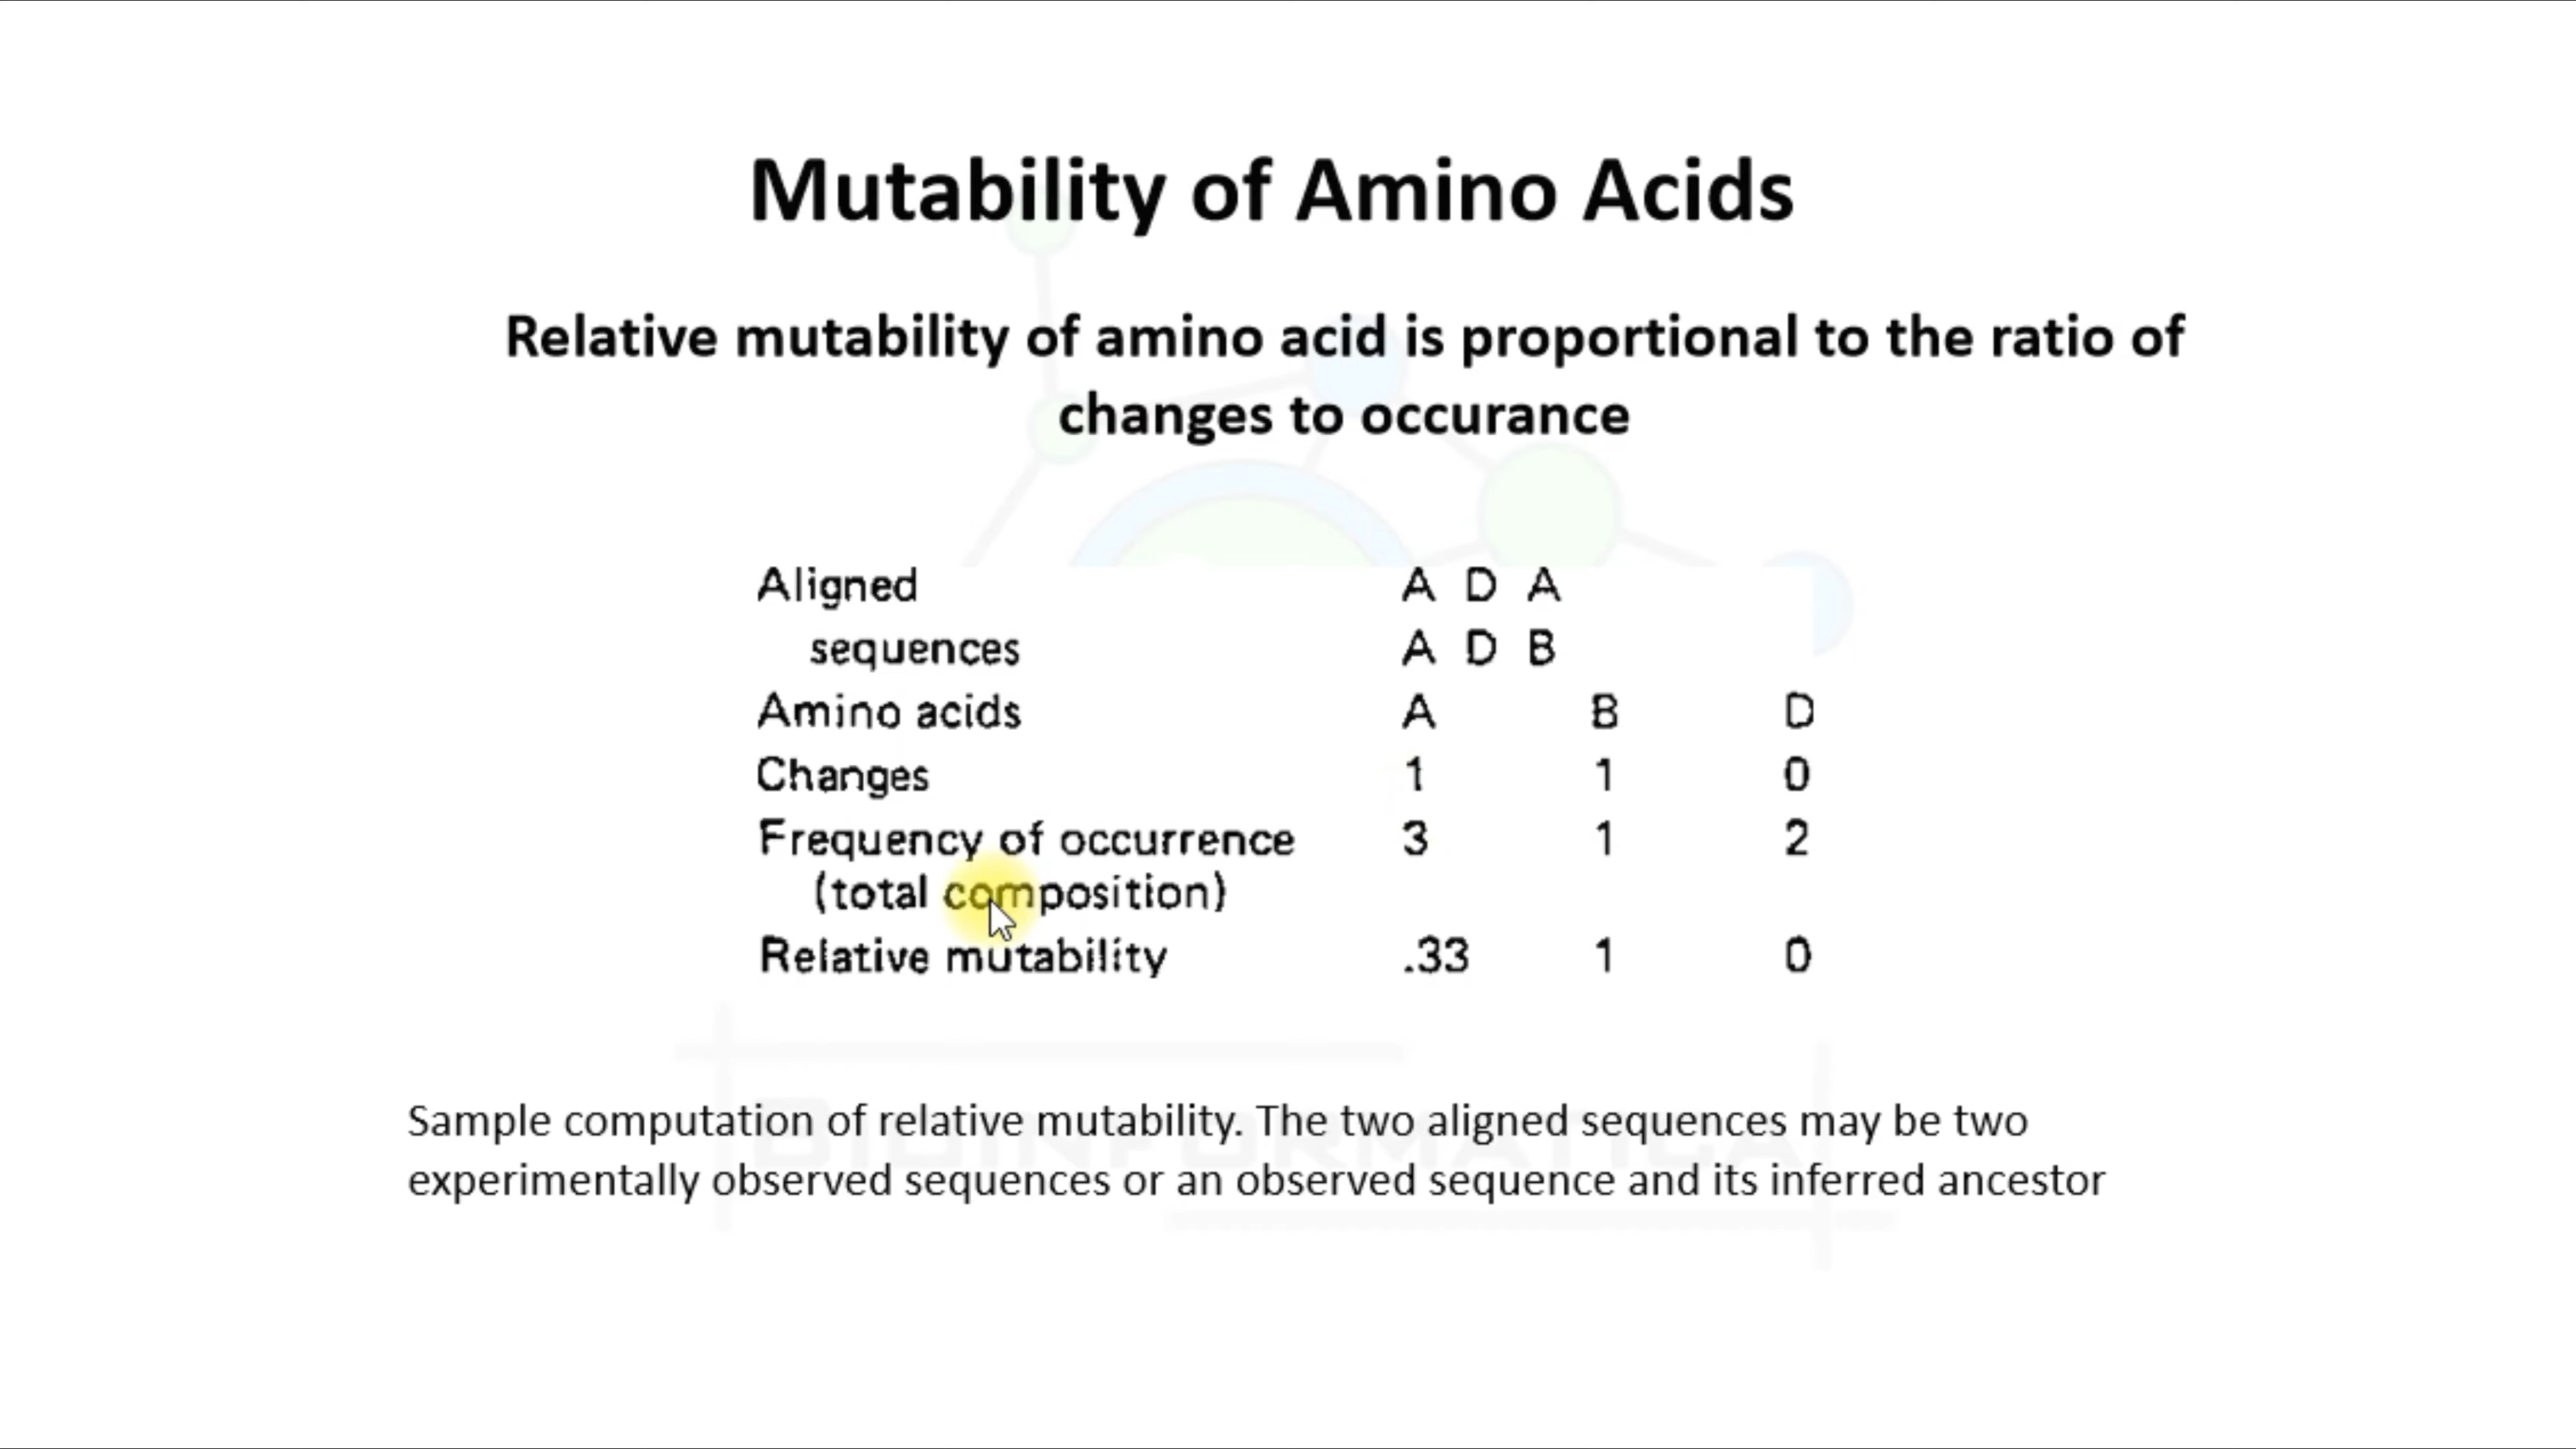 Mutability of Amino Acids
Relative mutability of amino acid is proportional to the ratio of
changes to occurance
Aligned A D A
sequences A D B
Amino acids A B D
Changes 1 1 0
Frequency of occurrence 3 1 2
(total composition)
Relative mutability .33 1 0
BIOINFORMATICA
Sample computation of relative mutability. The two aligned sequences may be two
experimentally observed sequences or an observed sequence and its inferred ancestor